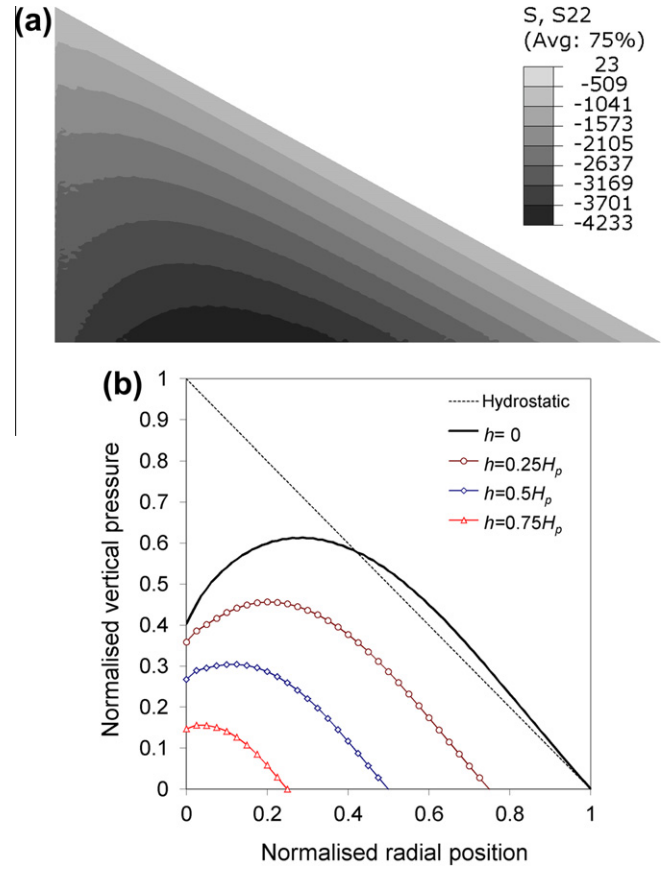 (a)
S, S22
(Avg: 75%)
23
-509
-1041
-1573
-2105
-2637
-3169
-3701
-4233
(b)
1
0.9
0.8
0.7
0.6
0.5
0.4
0.3
0.2
0.1
0
Normalised vertical pressure
Hydrostatic
h= 0
h=0.25Hp
h=0.5Hp
h=0.75Hp
0
0.2
0.4
0.6
0.8
1
Normalised radial position